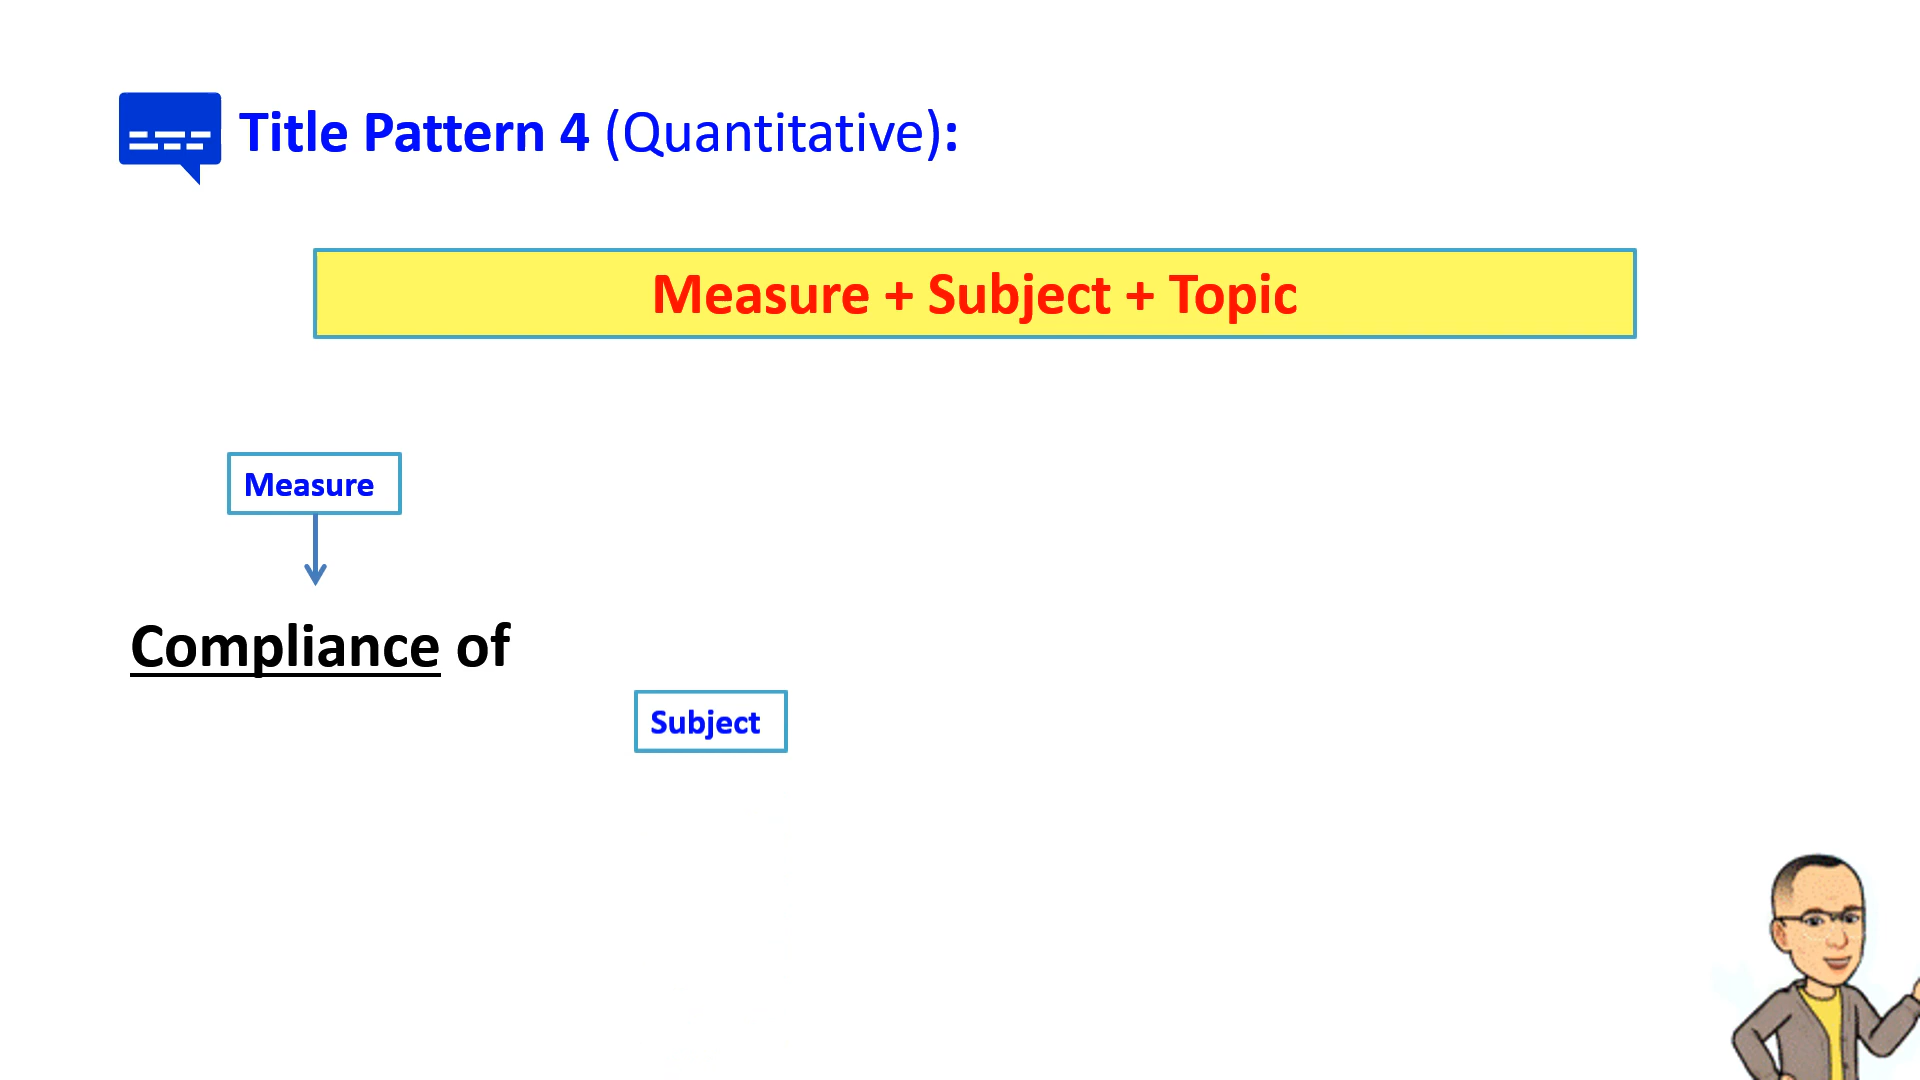 Title Pattern 4 (Quantitative):
Measure + Subject + Topic
Measure
Compliance of
Subject